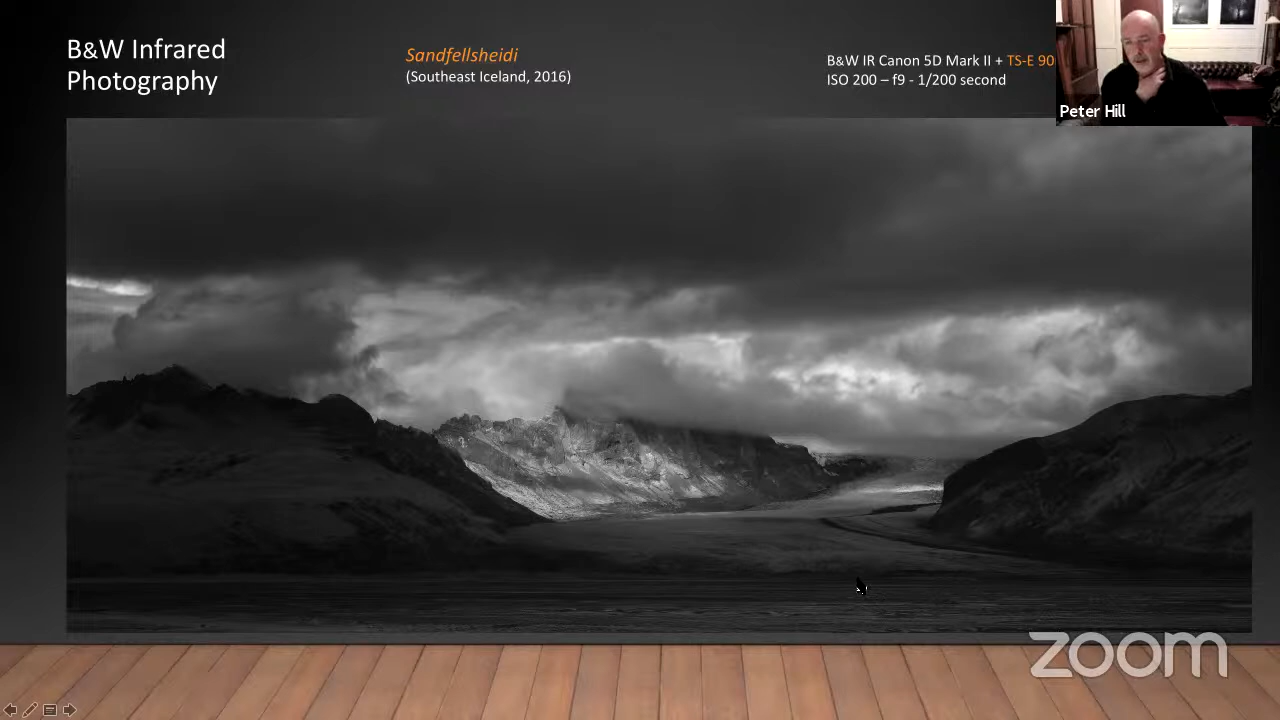 B&W Infrared
Photography
Sandfellsheidi
(Southeast Iceland, 2016)
B&W IR Canon 5D Mark II + TS-E 90
ISO 200 – f9 - 1/200 second
Peter Hill
zoom